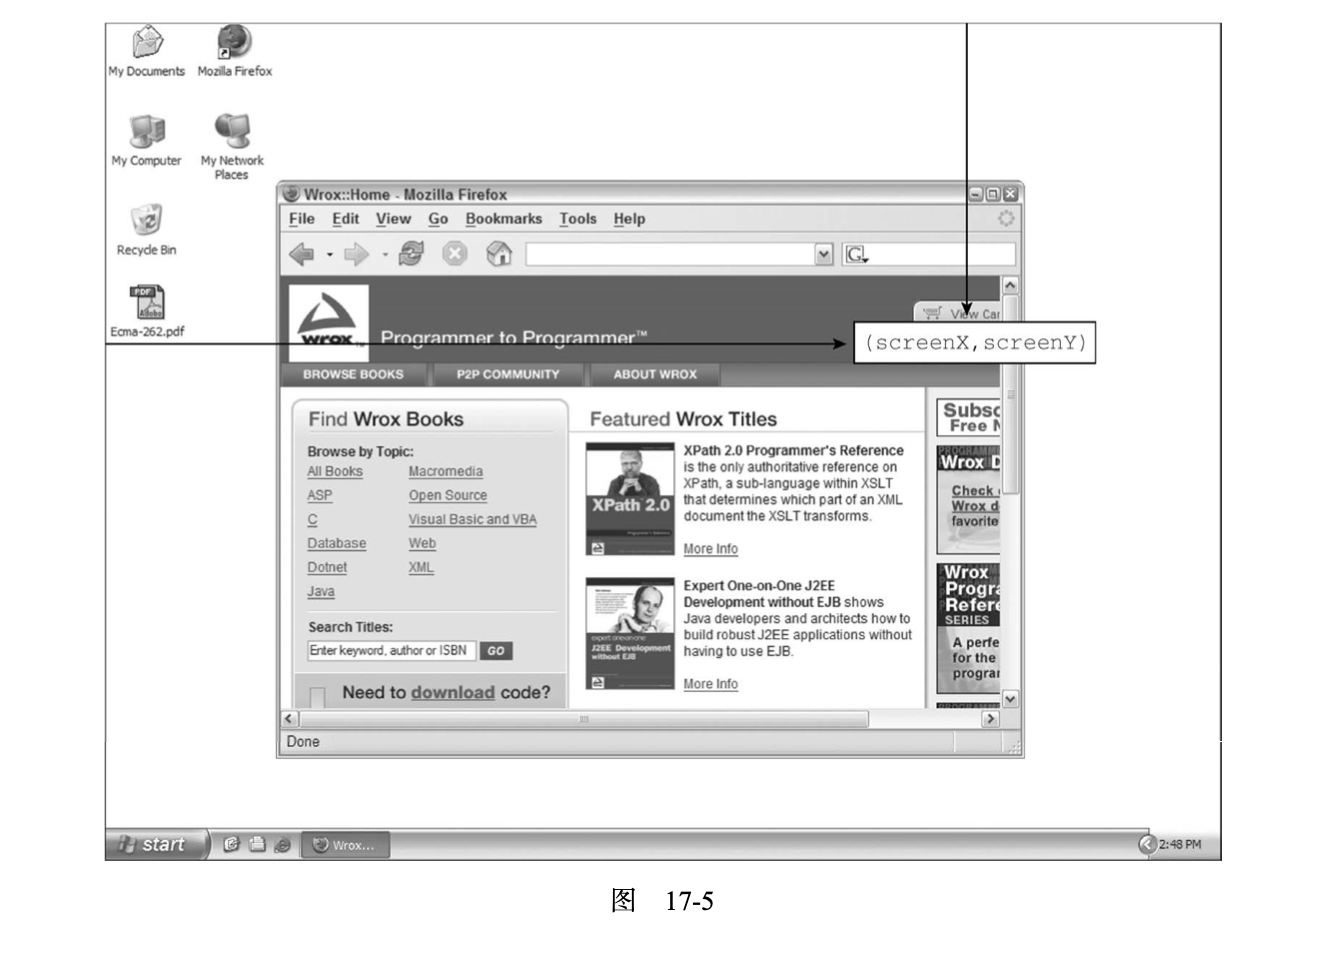 My Documents
Mozilla Firefox
My Computer
My Network
Places
Recycle Bin
PDF
Adobe
Ecma-262.pdf
Wrox::Home - Mozilla Firefox
File Edit View Go Bookmarks Tools Help
G
wrox
Programmer to Programmer™
View Car
(screenX,screenY)
BROWSE BOOKS P2P COMMUNITY ABOUT WROX
Find Wrox Books
Browse by Topic:
All Books Macromedia
ASP Open Source
C Visual Basic and VBA
Database Web
Dotnet XML
Java
Search Titles:
Enter keyword, author or ISBN GO
Need to download code?
Featured Wrox Titles
XPath 2.0
XPath 2.0 Programmer's Reference
is the only authoritative reference on
XPath, a sub-language within XSLT
that determines which part of an XML
document the XSLT transforms.
More Info
expert one-on-one
J2EE Development
without EJB
Expert One-on-One J2EE
Development without EJB shows
Java developers and architects how to
build robust J2EE applications without
having to use EJB.
More Info
Subsc
Free N
Wrox D
Check
Wrox d
favorite
Wrox
Progra
Refere
SERIES
A perfe
for the
program
Done
start
Wrox...
2:48 PM
图 17-5